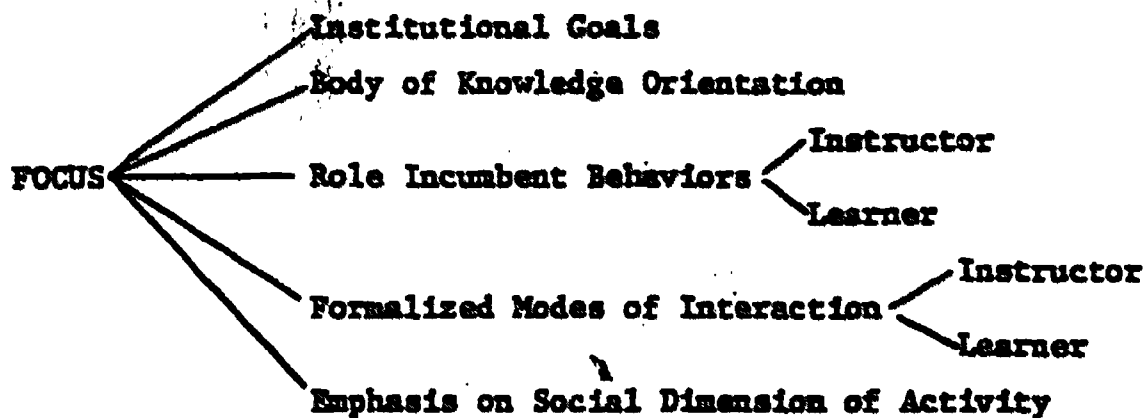 Institutional Goals
Body of Knowledge Orientation
Instructor
FOCUS Role Incumbent Behaviors
Learner
Instructor
Formalized Modes of Interaction
Learner
Emphasis on Social Dimension of Activity